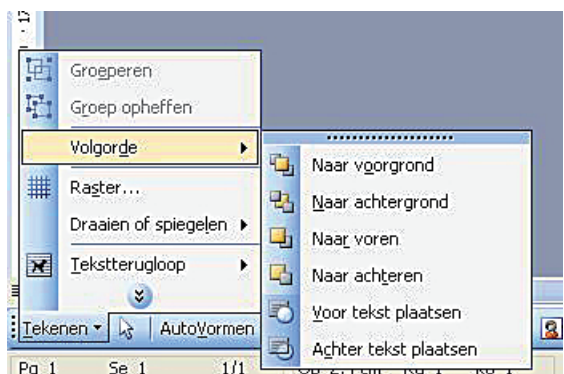 17
Groeperen
Groep opheffen
Volgorde
Raster...
Draaien of spiegelen
Tekstterugloop
Naar voorgrond
Naar achtergrond
Naar voren
Naar achteren
Voor tekst plaatsen
Achter tekst plaatsen
Tekenen
AutoVormen
Pg 1 Se 1 1/1